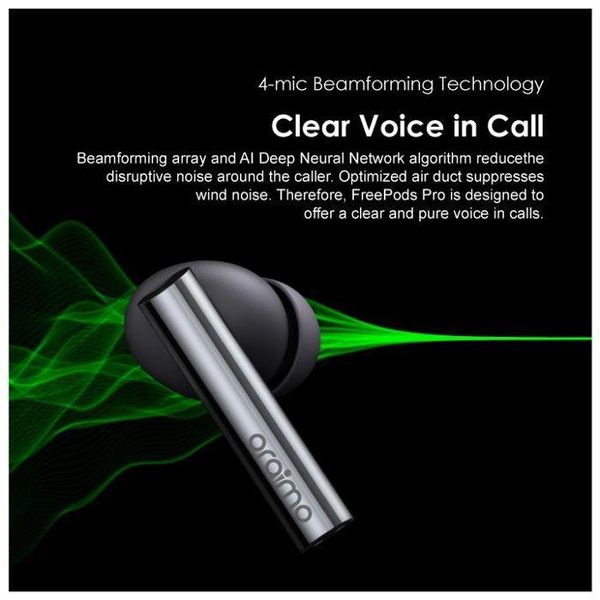 4-mic Beamforming Technology
Clear Voice in Call
Beamforming array and AI Deep Neural Network algorithm reducethe
disruptive noise around the caller. Optimized air duct suppresses
wind noise. Therefore, FreePods Pro is designed to
offer a clear and pure voice in calls.
oraimo